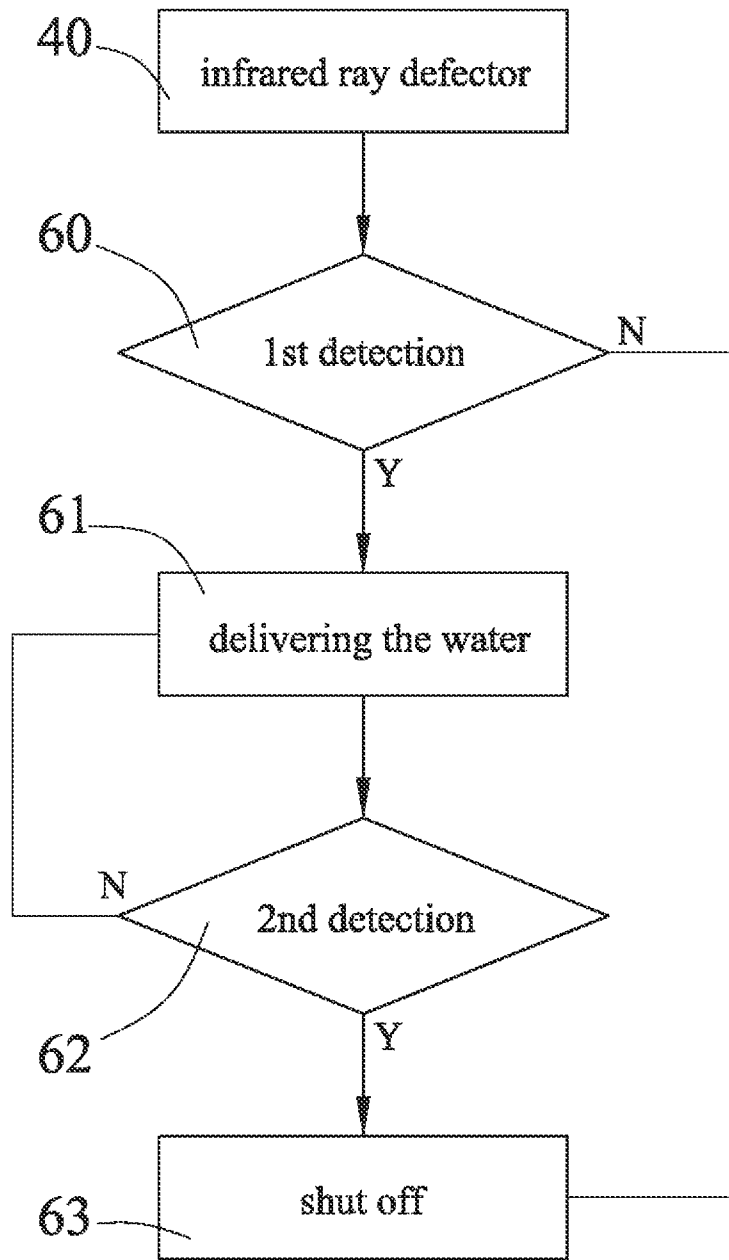 40
infrared ray defector
60
1st detection
N
Y
61
delivering the water
N
2nd detection
62
Y
shut off
63